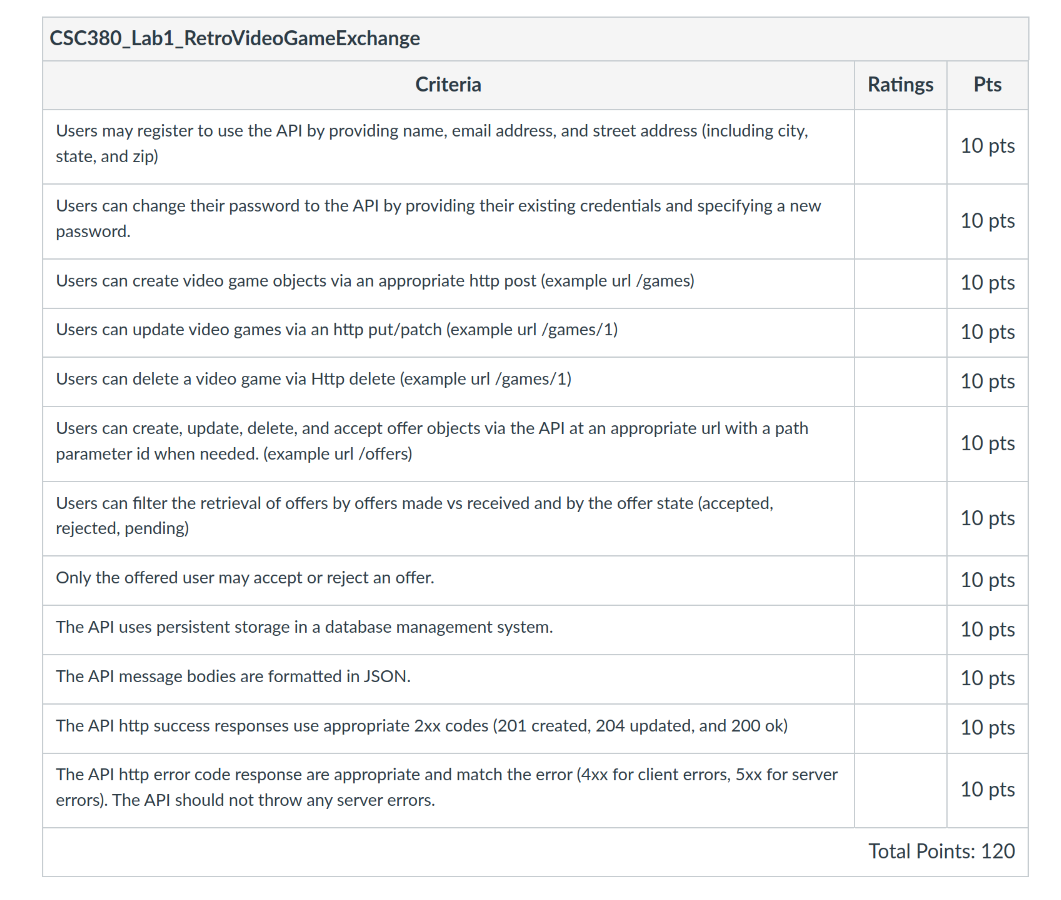 CSC380_Lab1_RetroVideoGameExchange
Criteria
Ratings
Pts
Users may register to use the API by providing name, email address, and street address (including city,
state, and zip)
10 pts
Users can change their password to the API by providing their existing credentials and specifying a new
password.
10 pts
Users can create video game objects via an appropriate http post (example url /games)
10 pts
Users can update video games via an http put/patch (example url /games/1)
10 pts
Users can delete a video game via Http delete (example url /games/1)
10 pts
Users can create, update, delete, and accept offer objects via the API at an appropriate url with a path
parameter id when needed. (example url /offers)
10 pts
Users can filter the retrieval of offers by offers made vs received and by the offer state (accepted,
rejected, pending)
10 pts
Only the offered user may accept or reject an offer.
10 pts
The API uses persistent storage in a database management system.
10 pts
The API message bodies are formatted in JSON.
10 pts
The API http success responses use appropriate 2xx codes (201 created, 204 updated, and 200 ok)
10 pts
The API http error code response are appropriate and match the error (4xx for client errors, 5xx for server
errors). The API should not throw any server errors.
10 pts
Total Points: 120